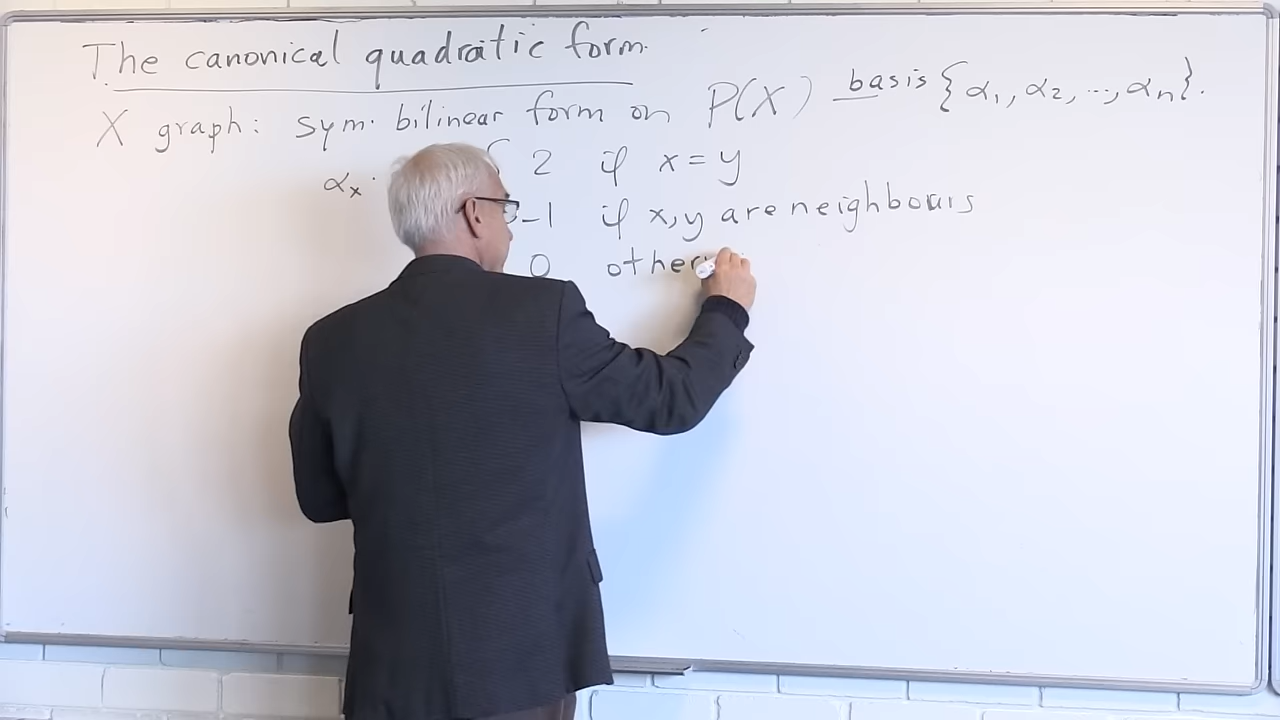 The canonical quadratic form.
X graph: sym. bilinear form on P(X) basis {α₁, α₂, ..., αₙ}.
αₓ · { 2 if x = y
-1 if x, y are neighbours
0 other